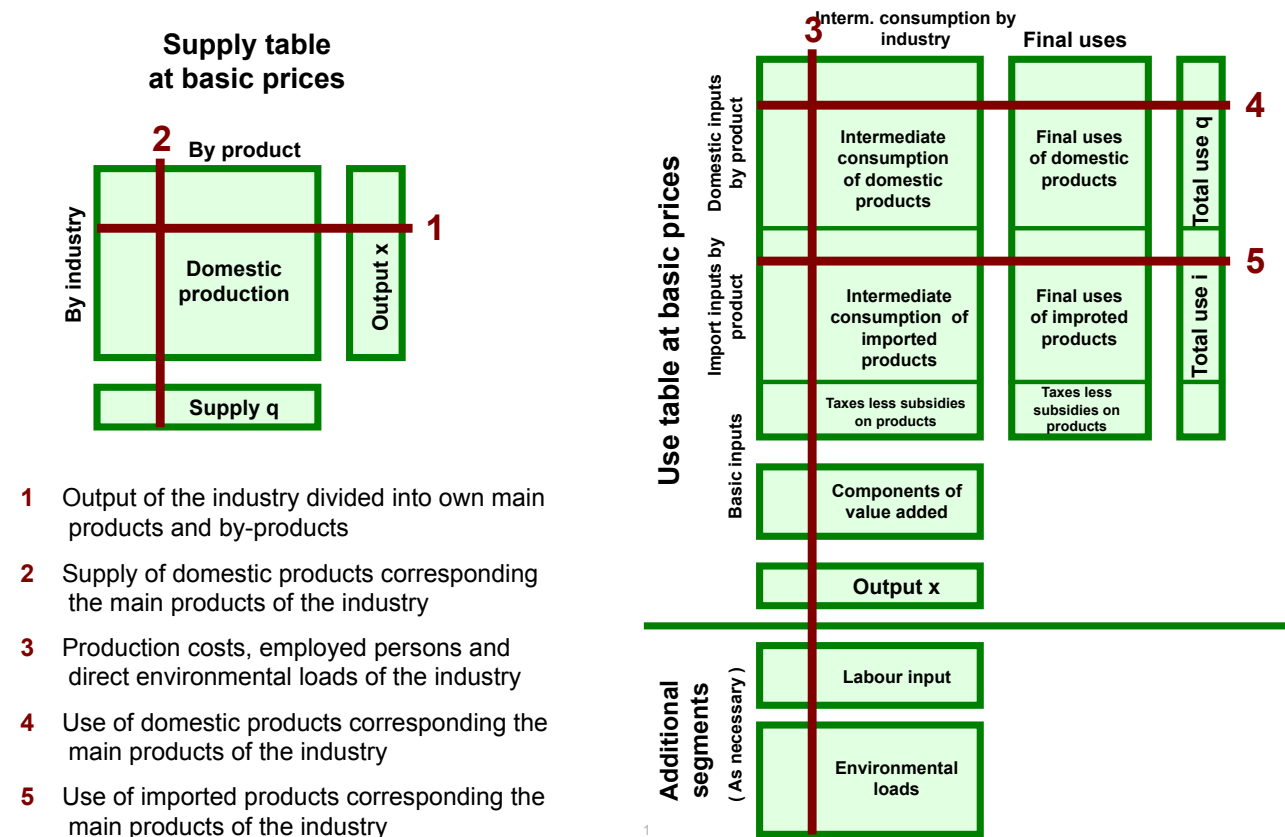 Supply table
at basic prices
2
By product
By industry
Domestic
production
Output x
1
Supply q
1 Output of the industry divided into own main
products and by-products
2 Supply of domestic products corresponding
the main products of the industry
3 Production costs, employed persons and
direct environmental loads of the industry
4 Use of domestic products corresponding the
main products of the industry
5 Use of imported products corresponding the
main products of the industry
Use table at basic prices
3
Interm. consumption by
industry
Final uses
Domestic inputs
by product
Intermediate
consumption
of domestic
products
Final uses
of domestic
products
Total use q
4
Import inputs by
product
Intermediate
consumption of
imported
products
Final uses
of improted
products
Total use i
5
Basic inputs
Taxes less subsidies
on products
Taxes less
subsidies on
products
Components of
value added
Output x
Additional
segments
( As necessary )
Labour input
Environmental
loads
1